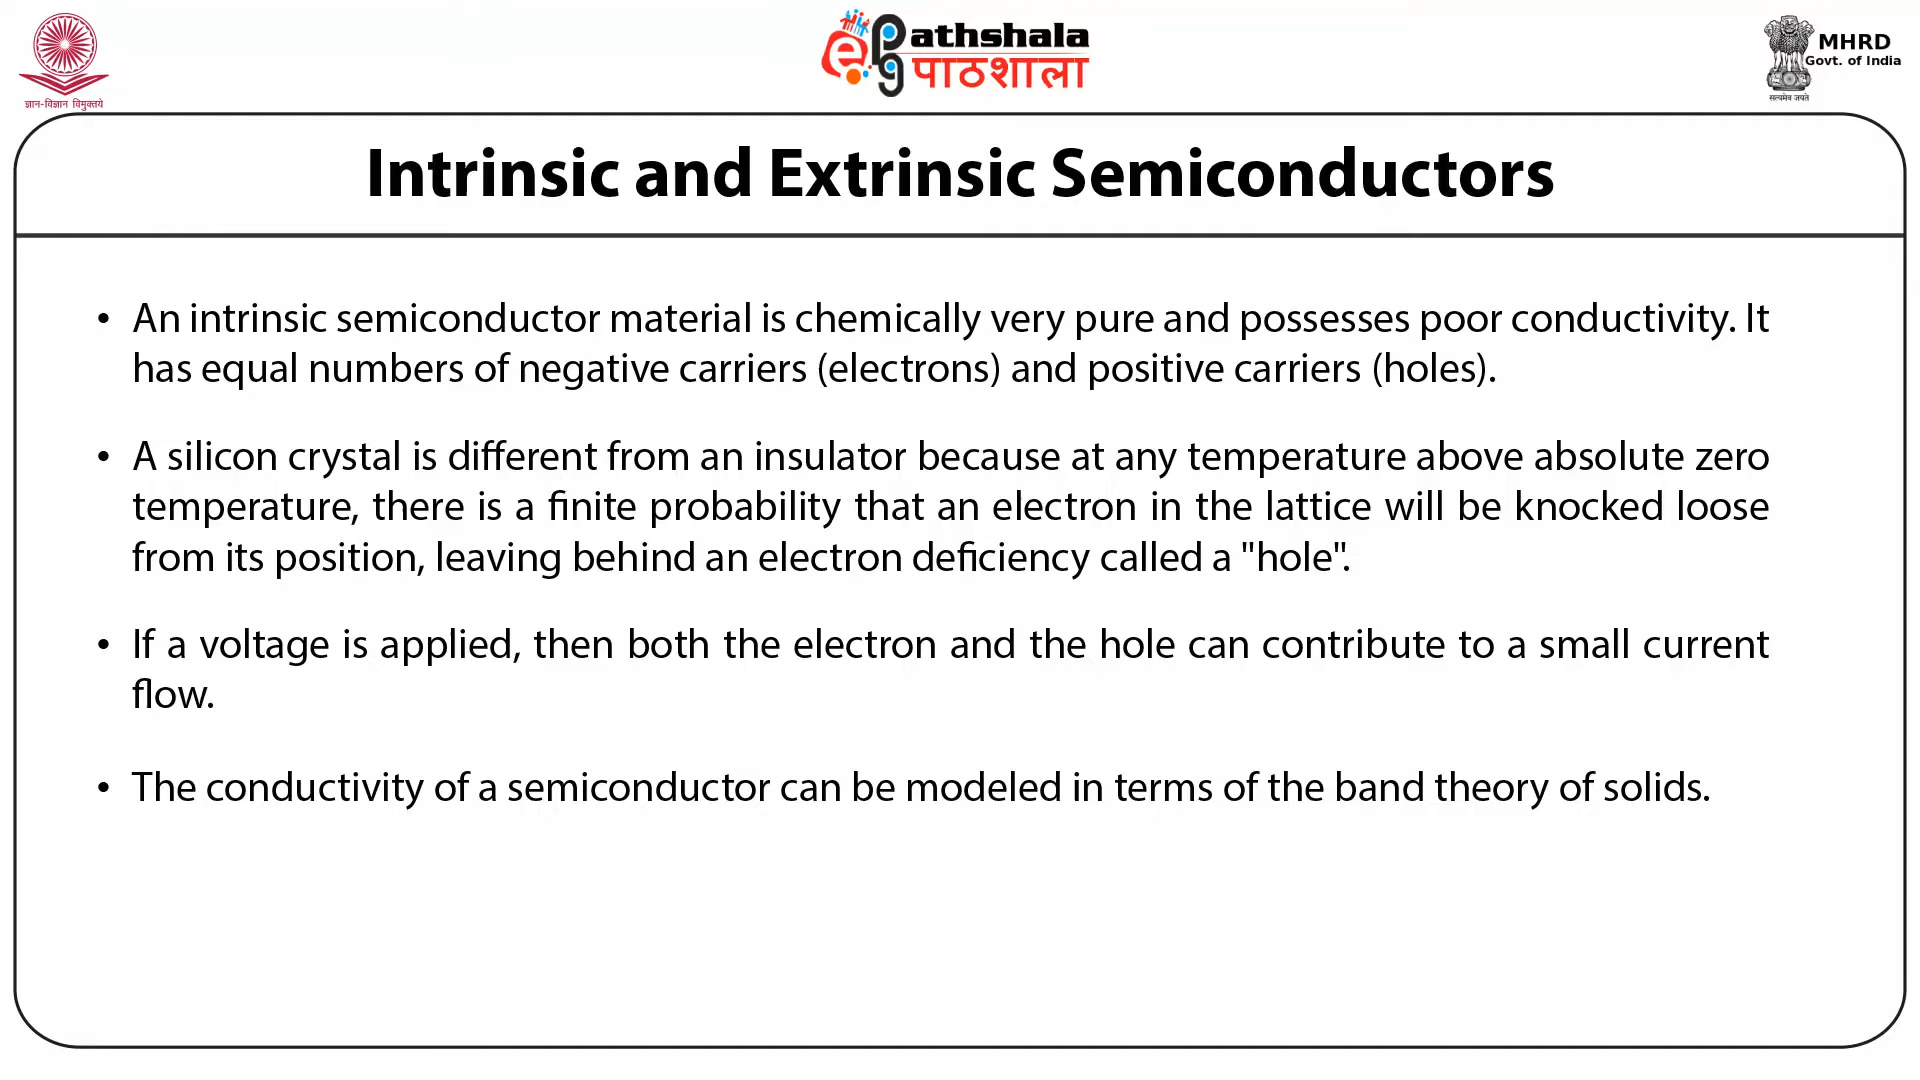 ज्ञान-विज्ञान विमुक्तये
ePGathshala
पाठशाला
MHRD
Govt. of India
सत्यमेव जयते
Intrinsic and Extrinsic Semiconductors
• An intrinsic semiconductor material is chemically very pure and possesses poor conductivity. It
has equal numbers of negative carriers (electrons) and positive carriers (holes).
• A silicon crystal is different from an insulator because at any temperature above absolute zero
temperature, there is a finite probability that an electron in the lattice will be knocked loose
from its position, leaving behind an electron deficiency called a "hole".
• If a voltage is applied, then both the electron and the hole can contribute to a small current
flow.
• The conductivity of a semiconductor can be modeled in terms of the band theory of solids.